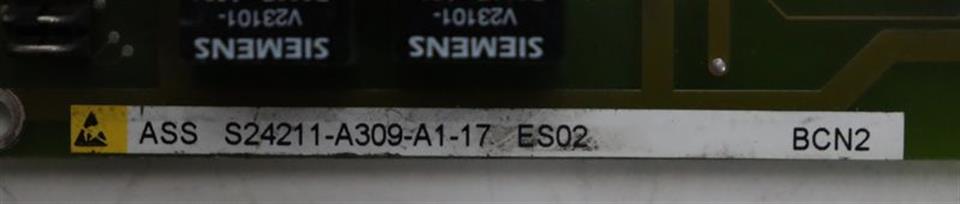 V23101-
SIEMENS
V23101-
SIEMENS
ASS S24211-A309-A1-17 ES02 BCN2